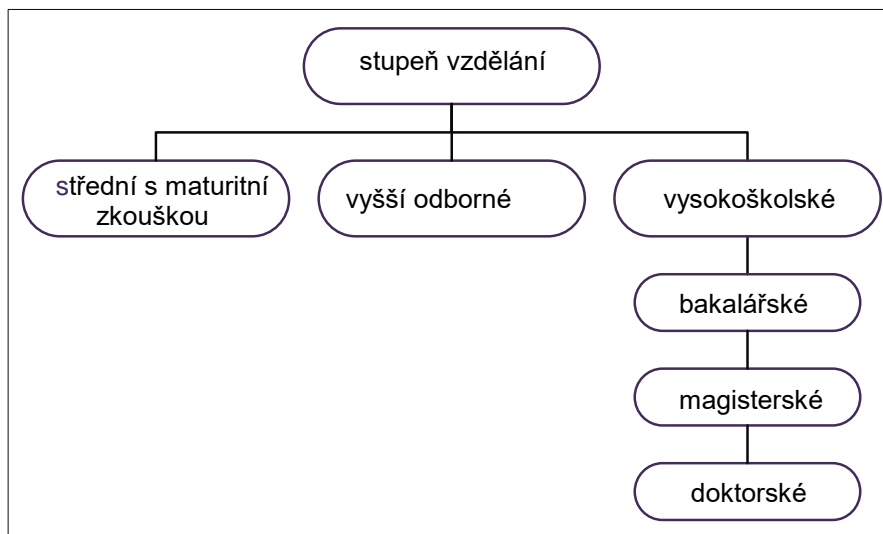 stupeň vzdělání
střední s maturitní
zkouškou
vyšší odborné
vysokoškolské
bakalářské
magisterské
doktorské